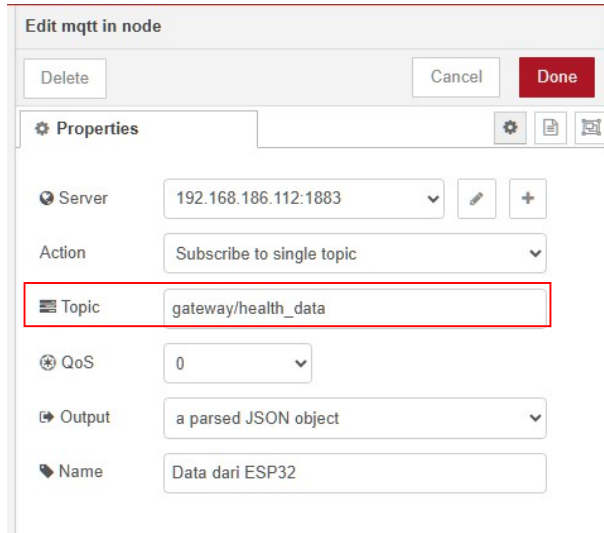 Edit mqtt in node
Delete Cancel Done
Properties
Server 192.168.186.112:1883
Action Subscribe to single topic
Topic gateway/health_data
QoS 0
Output a parsed JSON object
Name Data dari ESP32